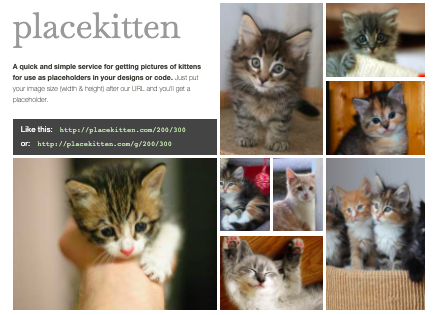 placekitten
A quick and simple service for getting pictures of kittens
for use as placeholders in your designs or code. Just put
your image size (width & height) after our URL and you'll get a
placeholder.
Like this: http://placekitten.com/200/300
or: http://placekitten.com/g/200/300